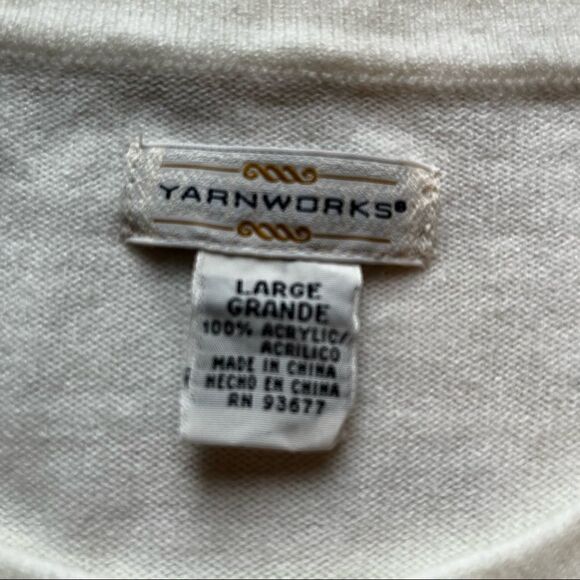 YARNWORKS®
LARGE
GRANDE
100% ACRYLIC/
ACRILICO
MADE IN CHINA
HECHO EN CHINA
RN 93677